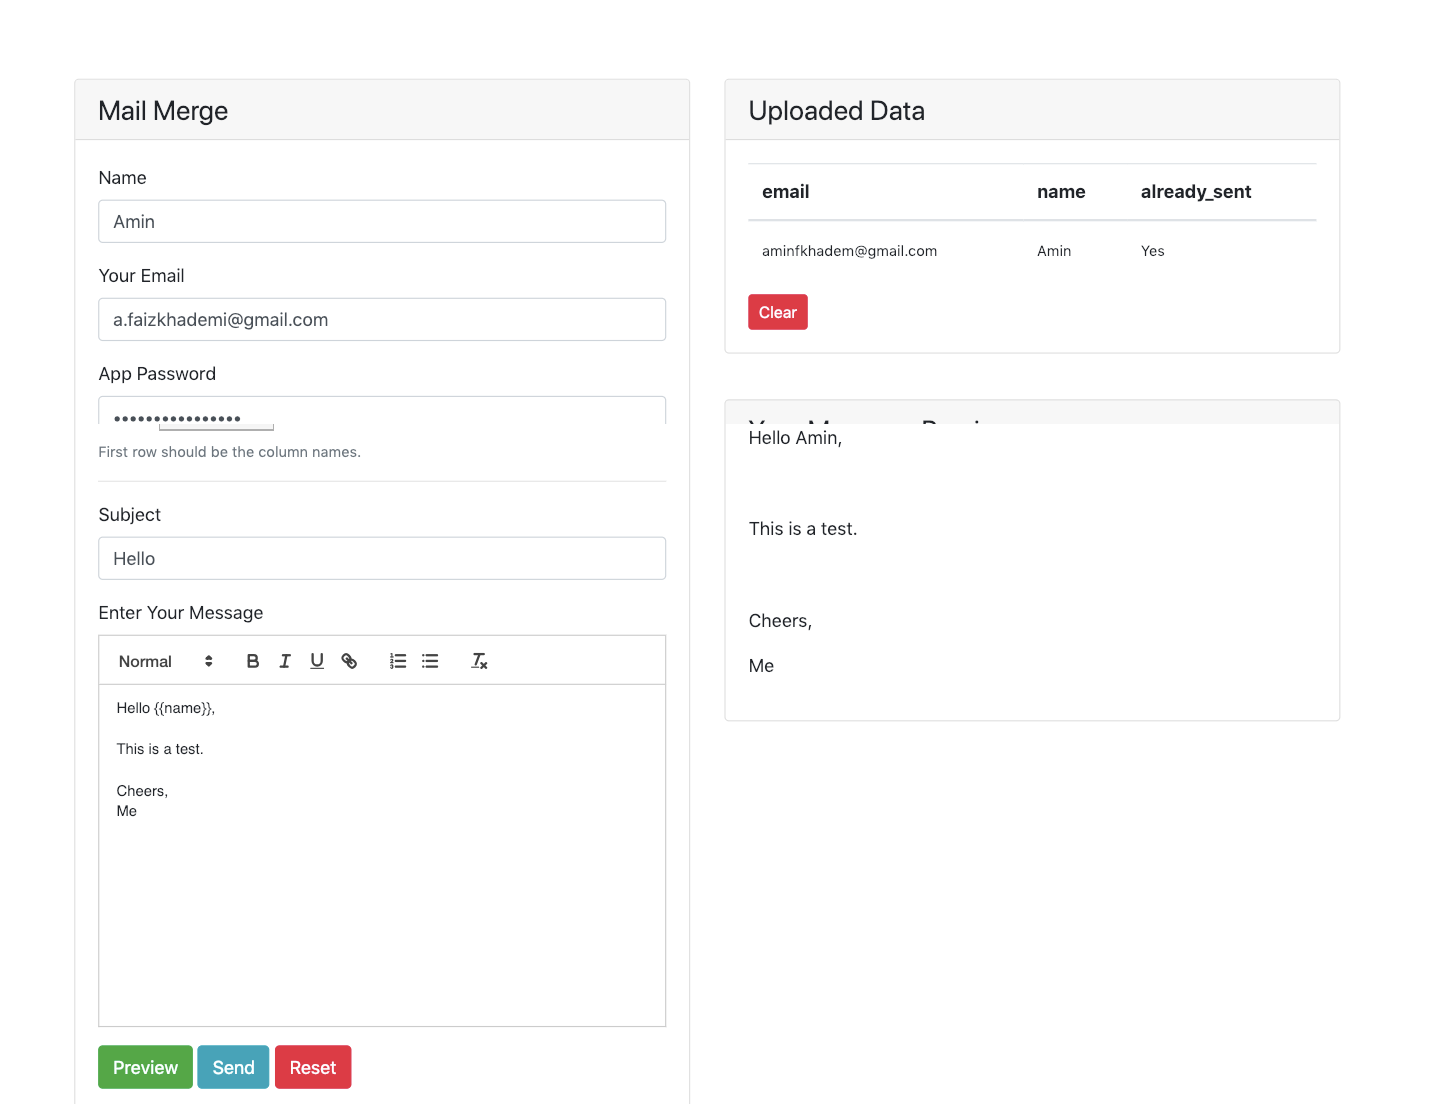 Mail Merge
Name
Amin
Your Email
a.faizkhademi@gmail.com
App Password
••••••••••••••••
First row should be the column names.
Subject
Hello
Enter Your Message
Normal
Hello {{name}},
This is a test.
Cheers,
Me
Preview Send Reset
Uploaded Data
email name already_sent
aminfkhadem@gmail.com Amin Yes
Clear
Hello Amin,
This is a test.
Cheers,
Me